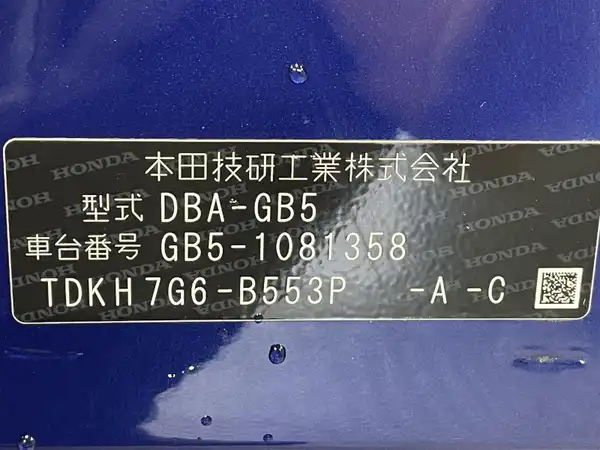 本田技研工業株式会社
型式 DBA-GB5
車台番号 GB5-1081358
TDKH7G6-B553P -A-C